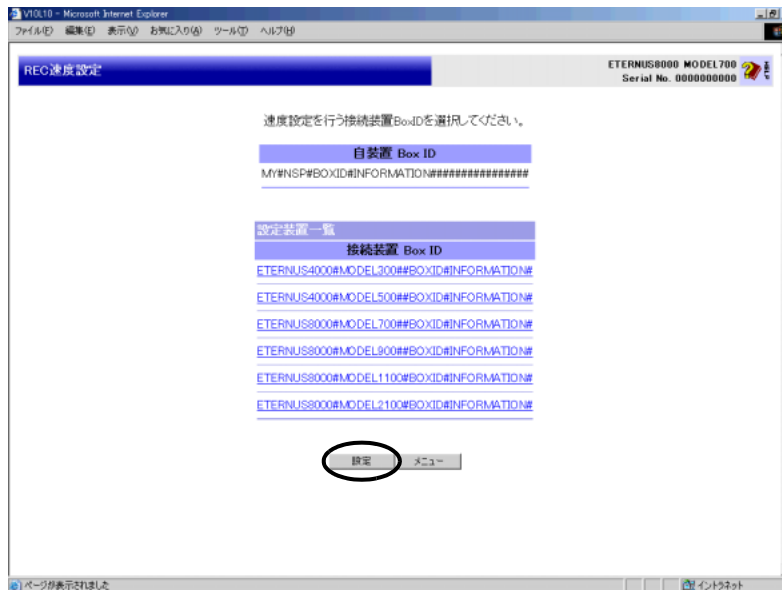 V10L10 - Microsoft Internet Explorer
ファイル(F) 編集(E) 表示(V) お気に入り(A) ツール(T) ヘルプ(H)
REC速度設定
ETERNUS8000 MODEL700
Serial No. 0000000000
HELP
速度設定を行う接続装置BoxIDを選択してください。
自装置 Box ID
MY#NSP#BOXID#INFORMATION################
設定装置一覧
接続装置 Box ID
ETERNUS4000#MODEL300##BOXID#INFORMATION#
ETERNUS4000#MODEL500##BOXID#INFORMATION#
ETERNUS8000#MODEL700##BOXID#INFORMATION#
ETERNUS8000#MODEL900##BOXID#INFORMATION#
ETERNUS8000#MODEL1100#BOXID#INFORMATION#
ETERNUS8000#MODEL2100#BOXID#INFORMATION#
設定 メニュー
ページが表示されました イントラネット